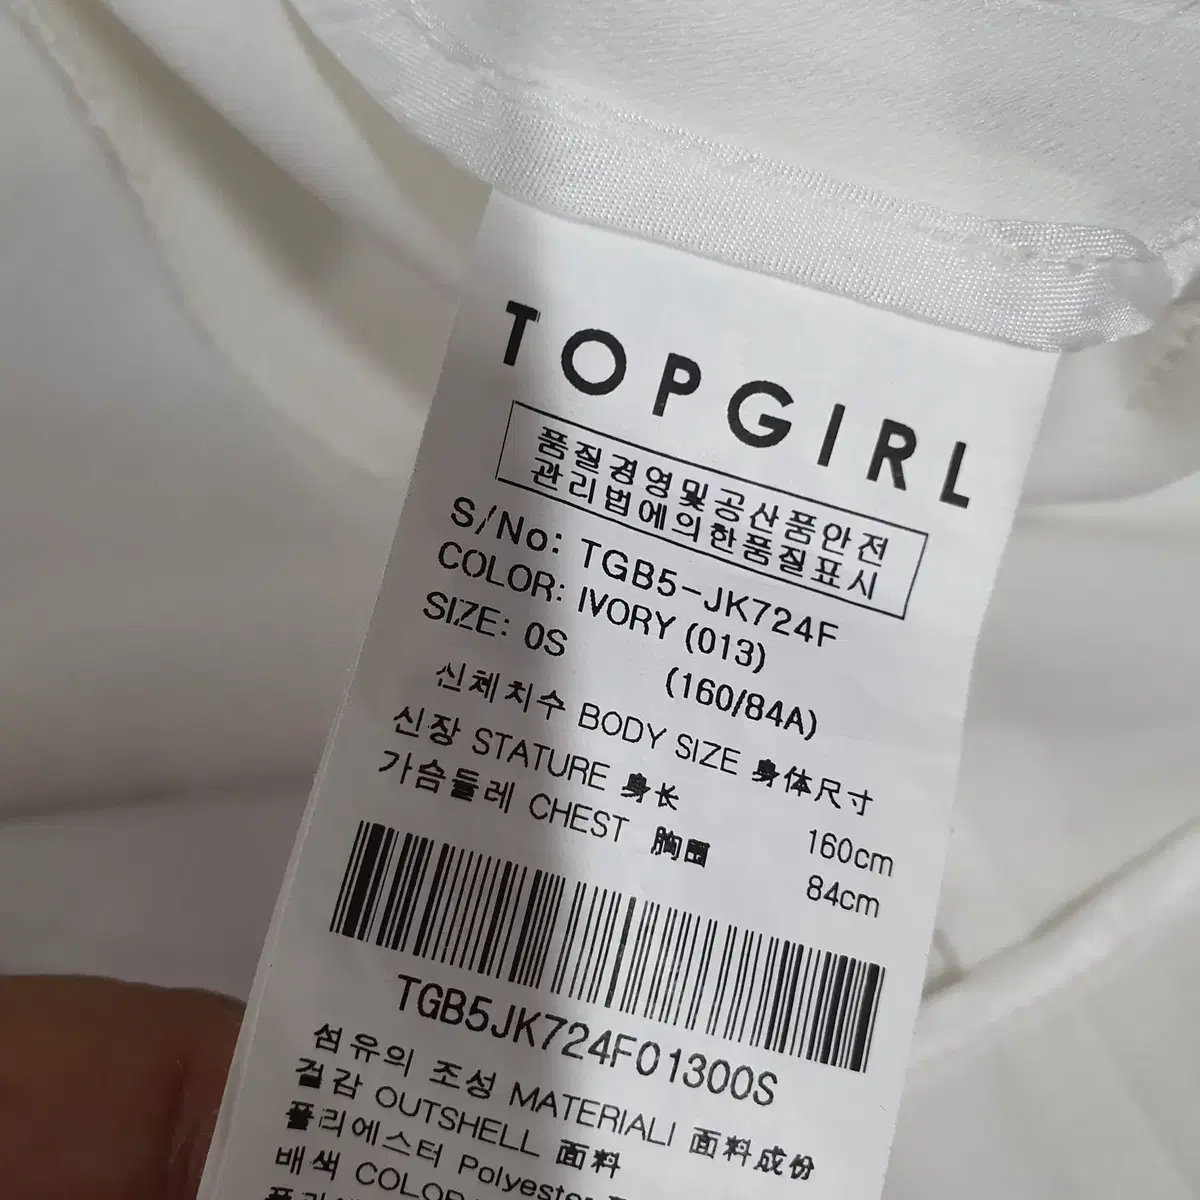 TOPGIRL
품질경영및공산품안전
관리법에의한품질표시
S/No: TGB5-JK724F
COLOR: IVORY (013)
SIZE: 0S (160/84A)
신체치수 BODY SIZE 身体尺寸
신장 STATURE 身长 160cm
가슴둘레 CHEST 胸围 84cm
TGB5JK724F01300S
섬유의 조성 MATERIALI 面料成份
겉감 OUTSHELL 面料
폴리에스터 Polyester
배색 COLOR